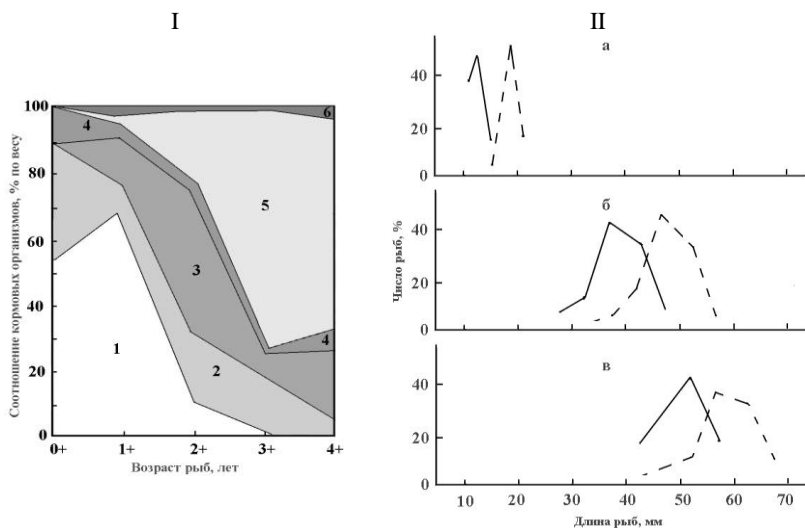 I
II
Соотношение кормовых организмов, % по весу
100
80
60
40
20
0
0+ 1+ 2+ 3+ 4+
Возраст рыб, лет
1
2
3
4
4
5
6
Число рыб, %
а
40
20
0
б
40
20
0
в
40
20
0
10 20 30 40 50 60 70
Длина рыб, мм